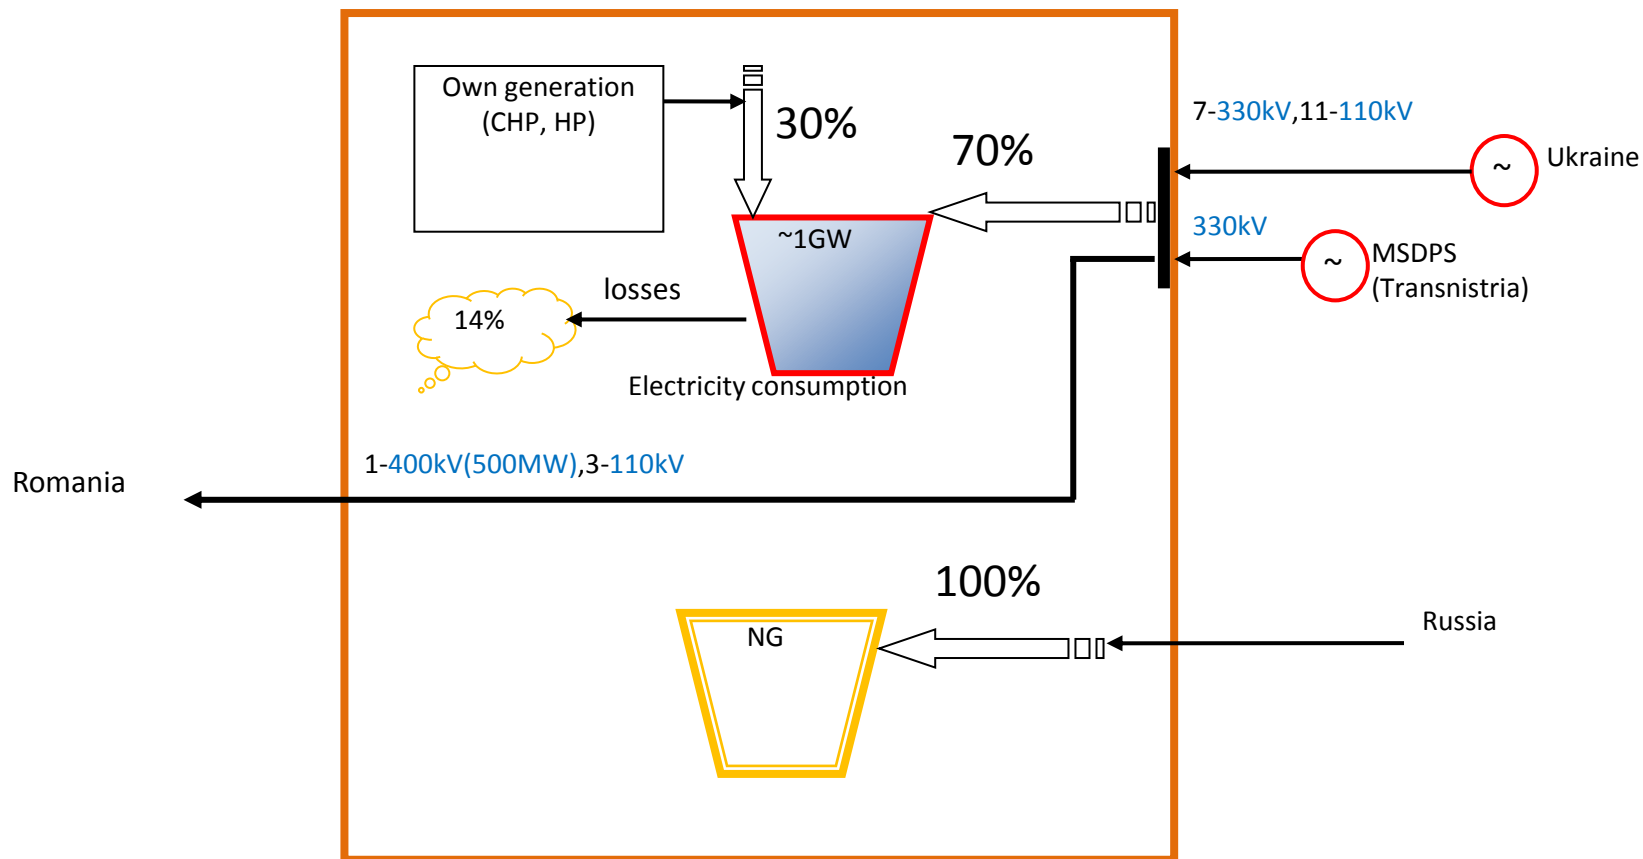 Own generation
(CHP, HP)
30%
70%
7-330kV,11-110kV
~
Ukraine
330kV
~
MSDPS
(Transnistria)
~1GW
losses
14%
Electricity consumption
1-400kV(500MW),3-110kV
Romania
100%
NG
Russia